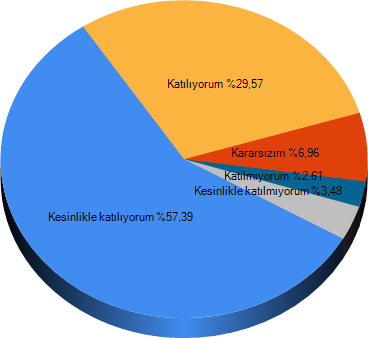 Katılıyorum %29,57
Kararsızım %6,96
Katılmıyorum %2,61
Kesinlikle katılmıyorum %3,48
Kesinlikle katılıyorum %57,39